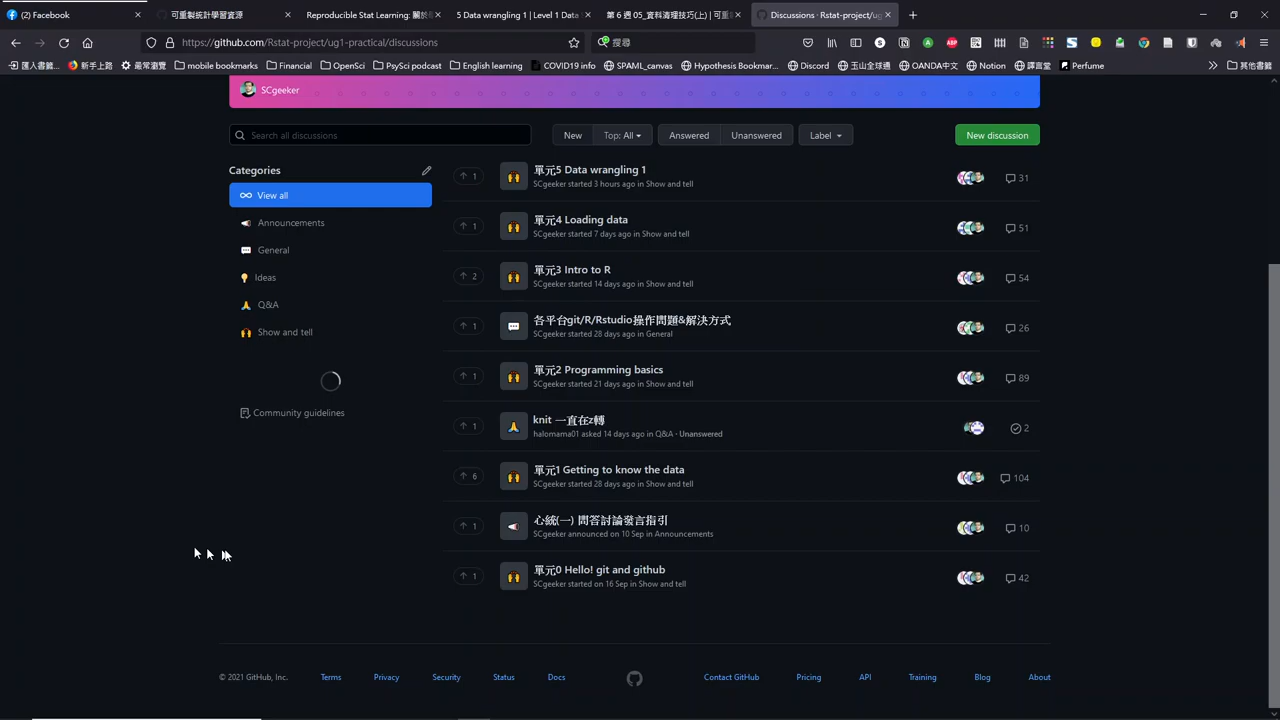 (2) Facebook
可重製統計學習資源
Reproducible Stat Learning: 關於
5 Data wrangling 1 | Level 1 Data
第 6 週 05_資料清理技巧(上) | 可重
Discussions · Rstat-project/ug
https://github.com/Rstat-project/ug1-practical/discussions
搜尋
匯入書籤...
新手上路
最常瀏覽
mobile bookmarks
Financial
OpenSci
PsySci podcast
English learning
COVID19 info
SPAML_canvas
Hypothesis Bookmar...
Discord
玉山全球通
OANDA中文
Notion
譯言堂
Perfume
其他書籤
SCgeeker
Search all discussions
New
Top: All
Answered
Unanswered
Label
New discussion
Categories
View all
Announcements
General
Ideas
Q&A
Show and tell
Community guidelines
1
單元5 Data wrangling 1
SCgeeker started 3 hours ago in Show and tell
31
1
單元4 Loading data
SCgeeker started 7 days ago in Show and tell
51
2
單元3 Intro to R
SCgeeker started 14 days ago in Show and tell
54
1
各平台git/R/Rstudio操作問題&解決方式
SCgeeker started 28 days ago in General
26
1
單元2 Programming basics
SCgeeker started 21 days ago in Show and tell
89
1
knit 一直在z轉
halomama01 asked 14 days ago in Q&A · Unanswered
2
6
單元1 Getting to know the data
SCgeeker started 28 days ago in Show and tell
104
1
心統(一) 問答討論發言指引
SCgeeker announced on 10 Sep in Announcements
10
1
單元0 Hello! git and github
SCgeeker started on 16 Sep in Show and tell
42
© 2021 GitHub, Inc.
Terms
Privacy
Security
Status
Docs
Contact GitHub
Pricing
API
Training
Blog
About